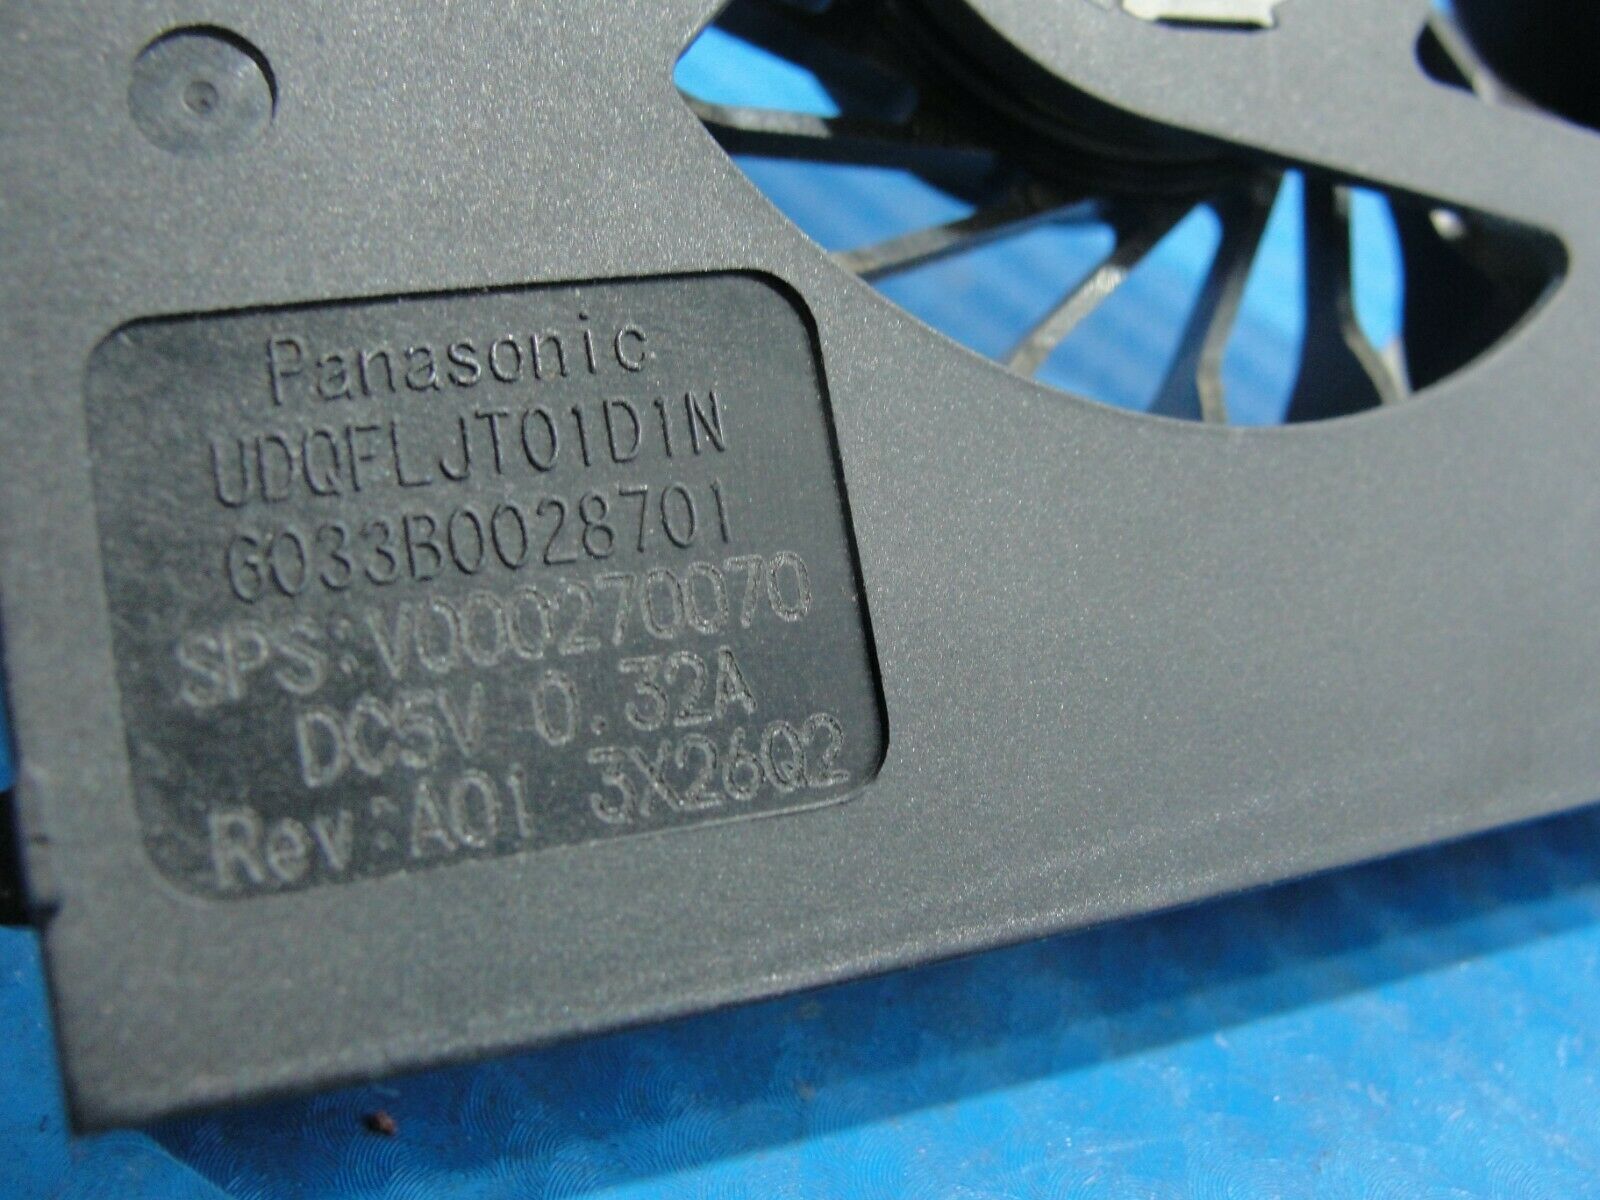 Panasonic
UDQFLJT01D1N
G033B0028701
SPS:V000270070
DC5V 0.32A
Rev:A01 3X26Q2